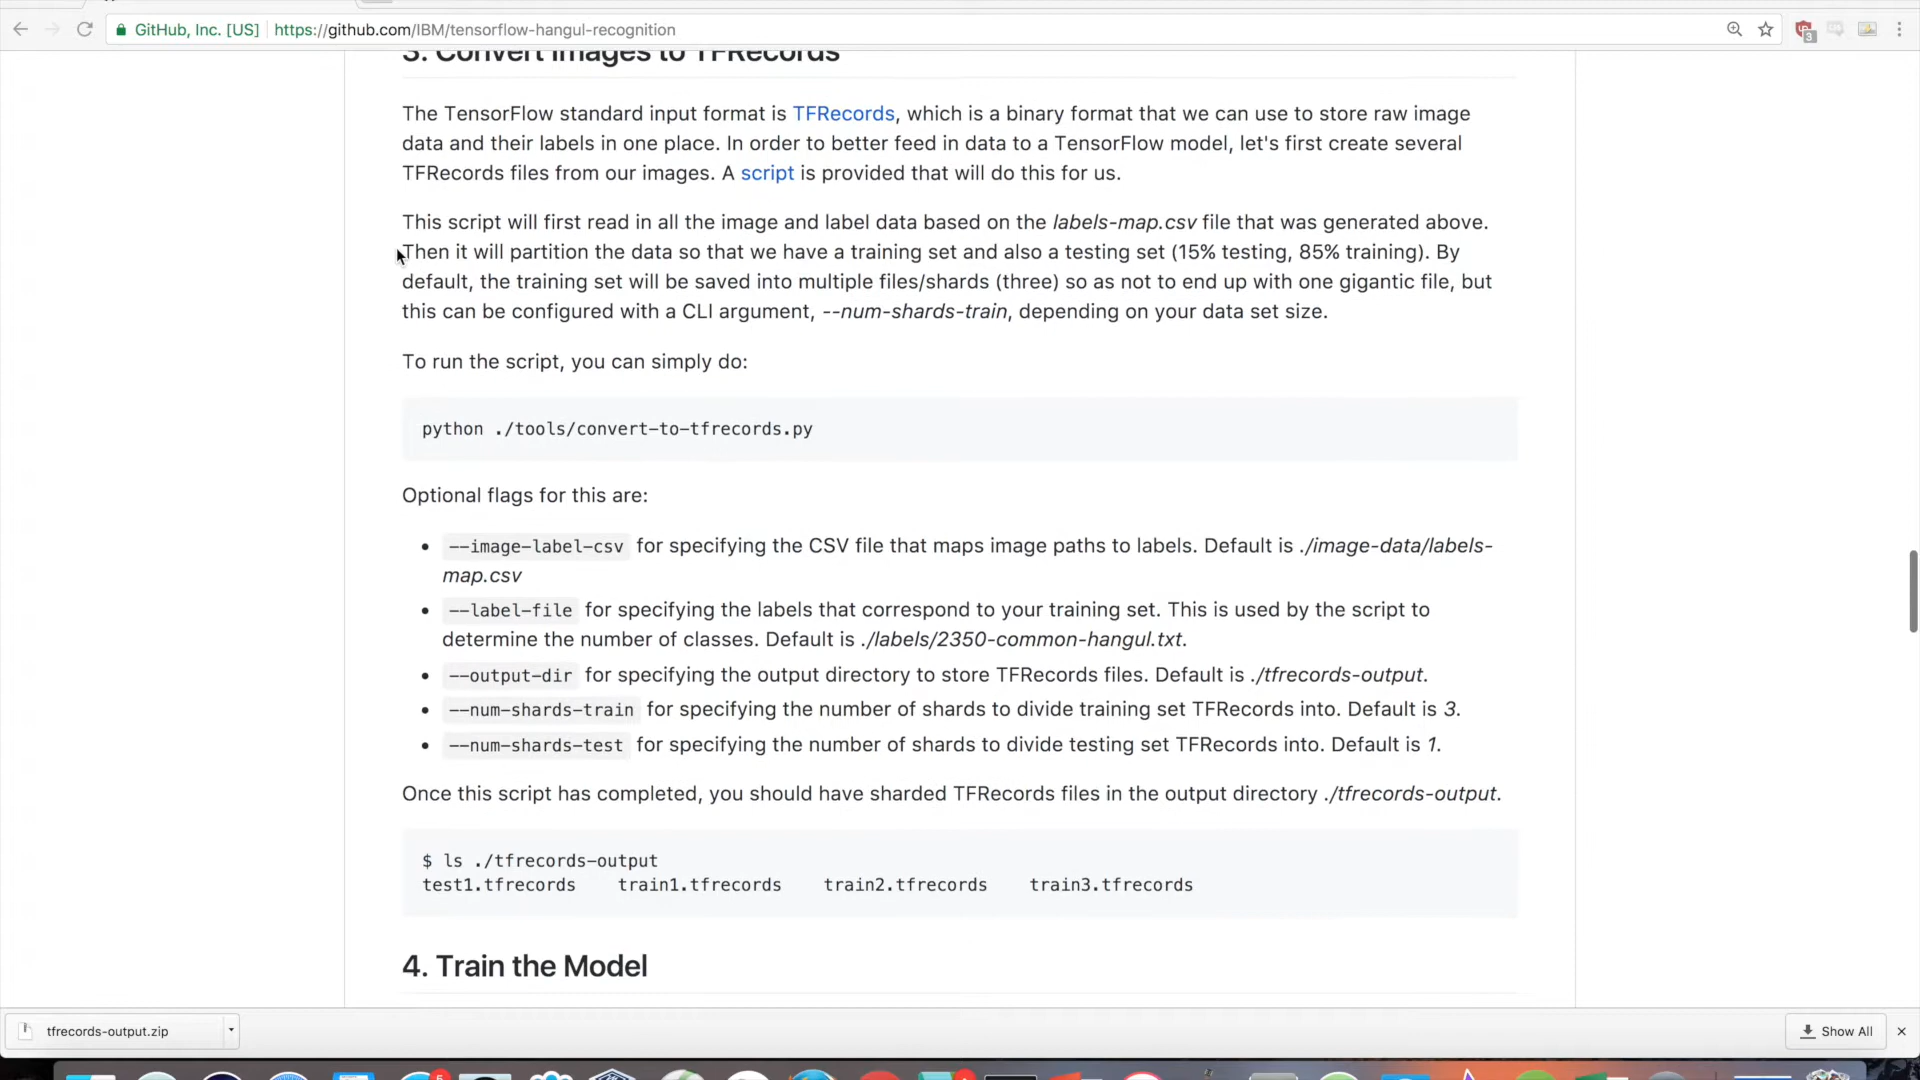 GitHub, Inc. [US] https://github.com/IBM/tensorflow-hangul-recognition
3. Convert Images to TFRecords
The TensorFlow standard input format is TFRecords, which is a binary format that we can use to store raw image
data and their labels in one place. In order to better feed in data to a TensorFlow model, let's first create several
TFRecords files from our images. A script is provided that will do this for us.
This script will first read in all the image and label data based on the labels-map.csv file that was generated above.
Then it will partition the data so that we have a training set and also a testing set (15% testing, 85% training). By
default, the training set will be saved into multiple files/shards (three) so as not to end up with one gigantic file, but
this can be configured with a CLI argument, --num-shards-train, depending on your data set size.
To run the script, you can simply do:
python ./tools/convert-to-tfrecords.py
Optional flags for this are:
--image-label-csv for specifying the CSV file that maps image paths to labels. Default is ./image-data/labels-
map.csv
--label-file for specifying the labels that correspond to your training set. This is used by the script to
determine the number of classes. Default is ./labels/2350-common-hangul.txt.
--output-dir for specifying the output directory to store TFRecords files. Default is ./tfrecords-output.
--num-shards-train for specifying the number of shards to divide training set TFRecords into. Default is 3.
--num-shards-test for specifying the number of shards to divide testing set TFRecords into. Default is 1.
Once this script has completed, you should have sharded TFRecords files in the output directory ./tfrecords-output.
$ ls ./tfrecords-output
test1.tfrecords train1.tfrecords train2.tfrecords train3.tfrecords
4. Train the Model
tfrecords-output.zip
Show All
3
5